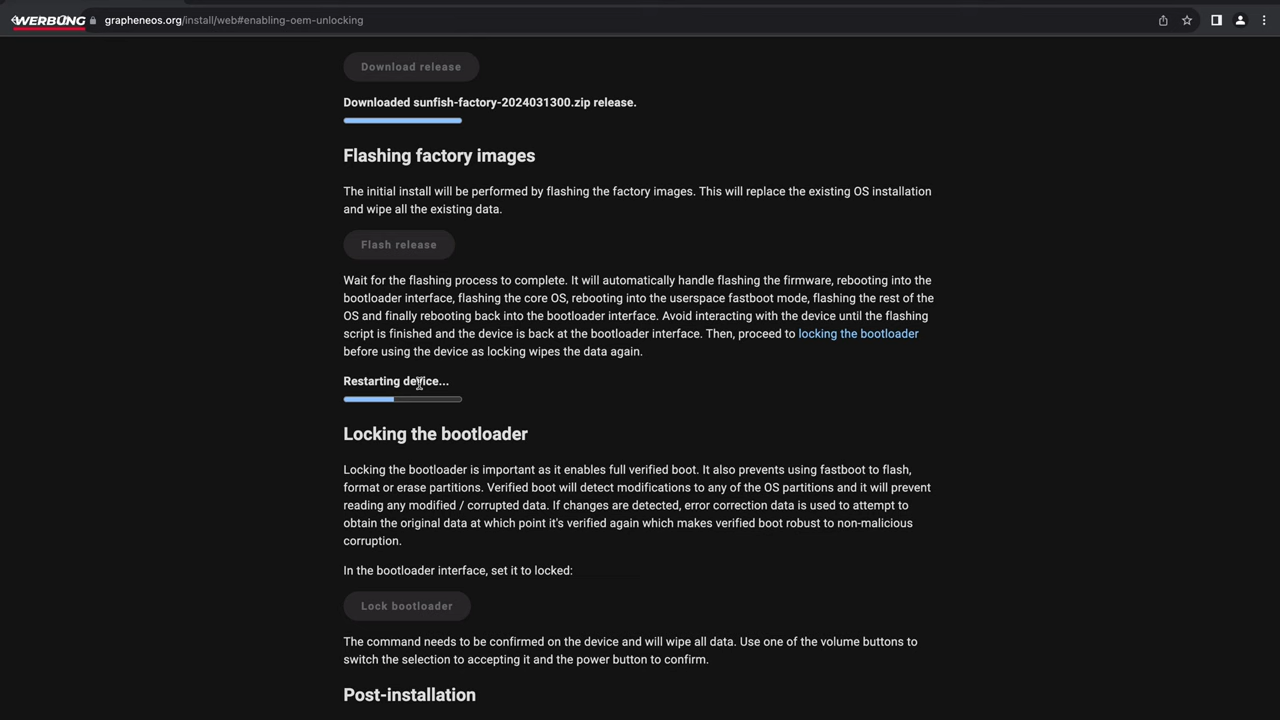 WERBUNG
grapheneos.org/install/web#enabling-oem-unlocking
Download release
Downloaded sunfish-factory-2024031300.zip release.
Flashing factory images
The initial install will be performed by flashing the factory images. This will replace the existing OS installation
and wipe all the existing data.
Flash release
Wait for the flashing process to complete. It will automatically handle flashing the firmware, rebooting into the
bootloader interface, flashing the core OS, rebooting into the userspace fastboot mode, flashing the rest of the
OS and finally rebooting back into the bootloader interface. Avoid interacting with the device until the flashing
script is finished and the device is back at the bootloader interface. Then, proceed to locking the bootloader
before using the device as locking wipes the data again.
Restarting device...
Locking the bootloader
Locking the bootloader is important as it enables full verified boot. It also prevents using fastboot to flash,
format or erase partitions. Verified boot will detect modifications to any of the OS partitions and it will prevent
reading any modified / corrupted data. If changes are detected, error correction data is used to attempt to
obtain the original data at which point it's verified again which makes verified boot robust to non-malicious
corruption.
In the bootloader interface, set it to locked:
Lock bootloader
The command needs to be confirmed on the device and will wipe all data. Use one of the volume buttons to
switch the selection to accepting it and the power button to confirm.
Post-installation